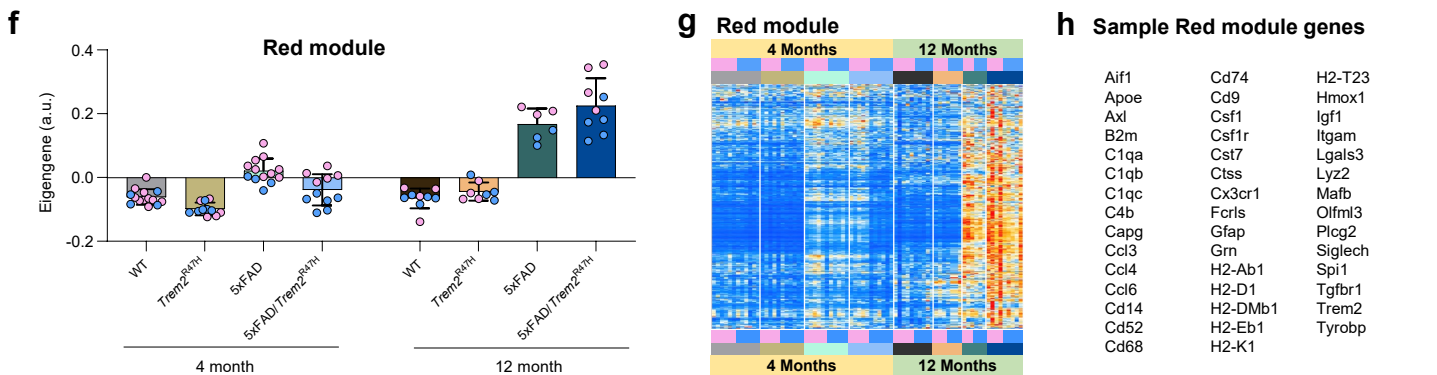 f
Red module
Eigengene (a.u.)
0.4
0.2
0.0
-0.2
WT
Trem2R47H
5xFAD
5xFAD/Trem2R47H
WT
Trem2R47H
5xFAD
5xFAD/Trem2R47H
4 month
12 month
g
Red module
4 Months
12 Months
4 Months
12 Months
h
Sample Red module genes
Aif1
Apoe
Axl
B2m
C1qa
C1qb
C1qc
C4b
Capg
Ccl3
Ccl4
Ccl6
Cd14
Cd52
Cd68
Cd74
Cd9
Csf1
Csf1r
Cst7
Ctss
Cx3cr1
Fcrls
Gfap
Grn
H2-Ab1
H2-D1
H2-DMb1
H2-Eb1
H2-K1
H2-T23
Hmox1
Igf1
Itgam
Lgals3
Lyz2
Mafb
Olfml3
Plcg2
Siglech
Spi1
Tgfbr1
Trem2
Tyrobp